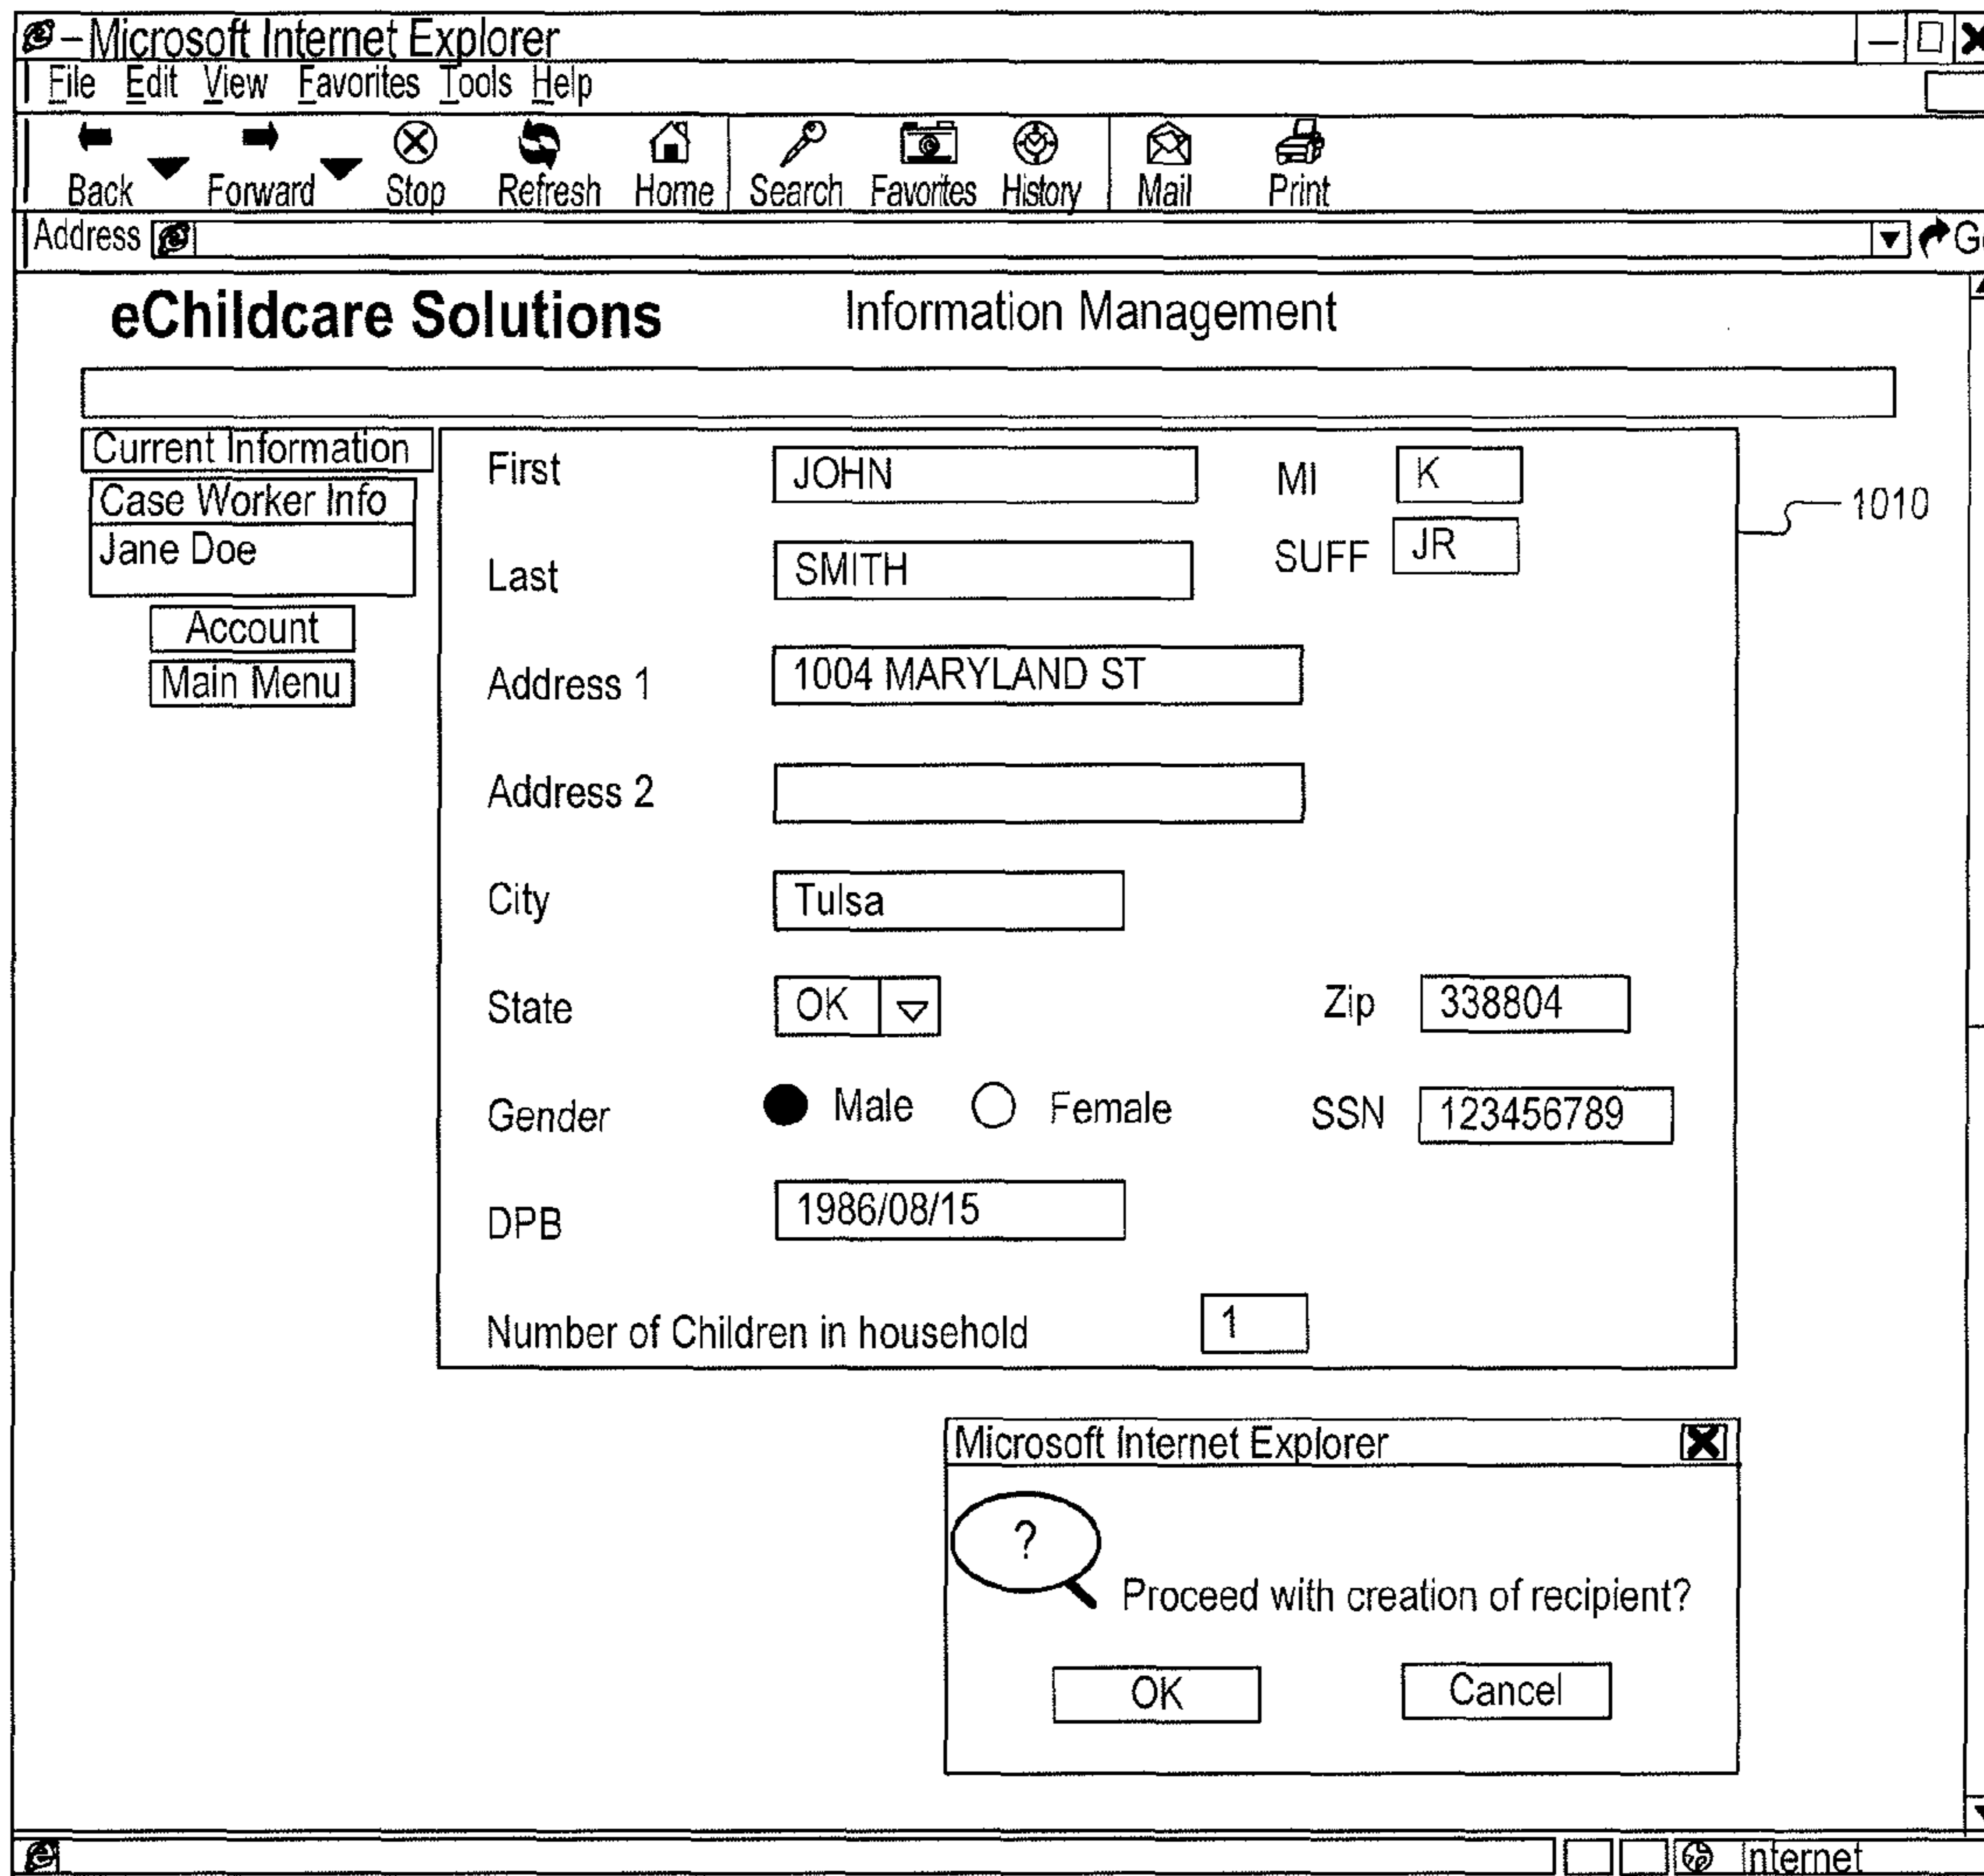 – Microsoft Internet Explorer
File Edit View Favorites Tools Help
Back Forward Stop Refresh Home Search Favorites History Mail Print
Address
eChildcare Solutions Information Management
Current Information
Case Worker Info
Jane Doe
Account
Main Menu
First JOHN MI K
1010
Last SMITH SUFF JR
Address 1 1004 MARYLAND ST
Address 2
City Tulsa
State OK Zip 338804
Gender Male Female SSN 123456789
DPB 1986/08/15
Number of Children in household 1
Microsoft Internet Explorer
?
Proceed with creation of recipient?
OK Cancel
Internet